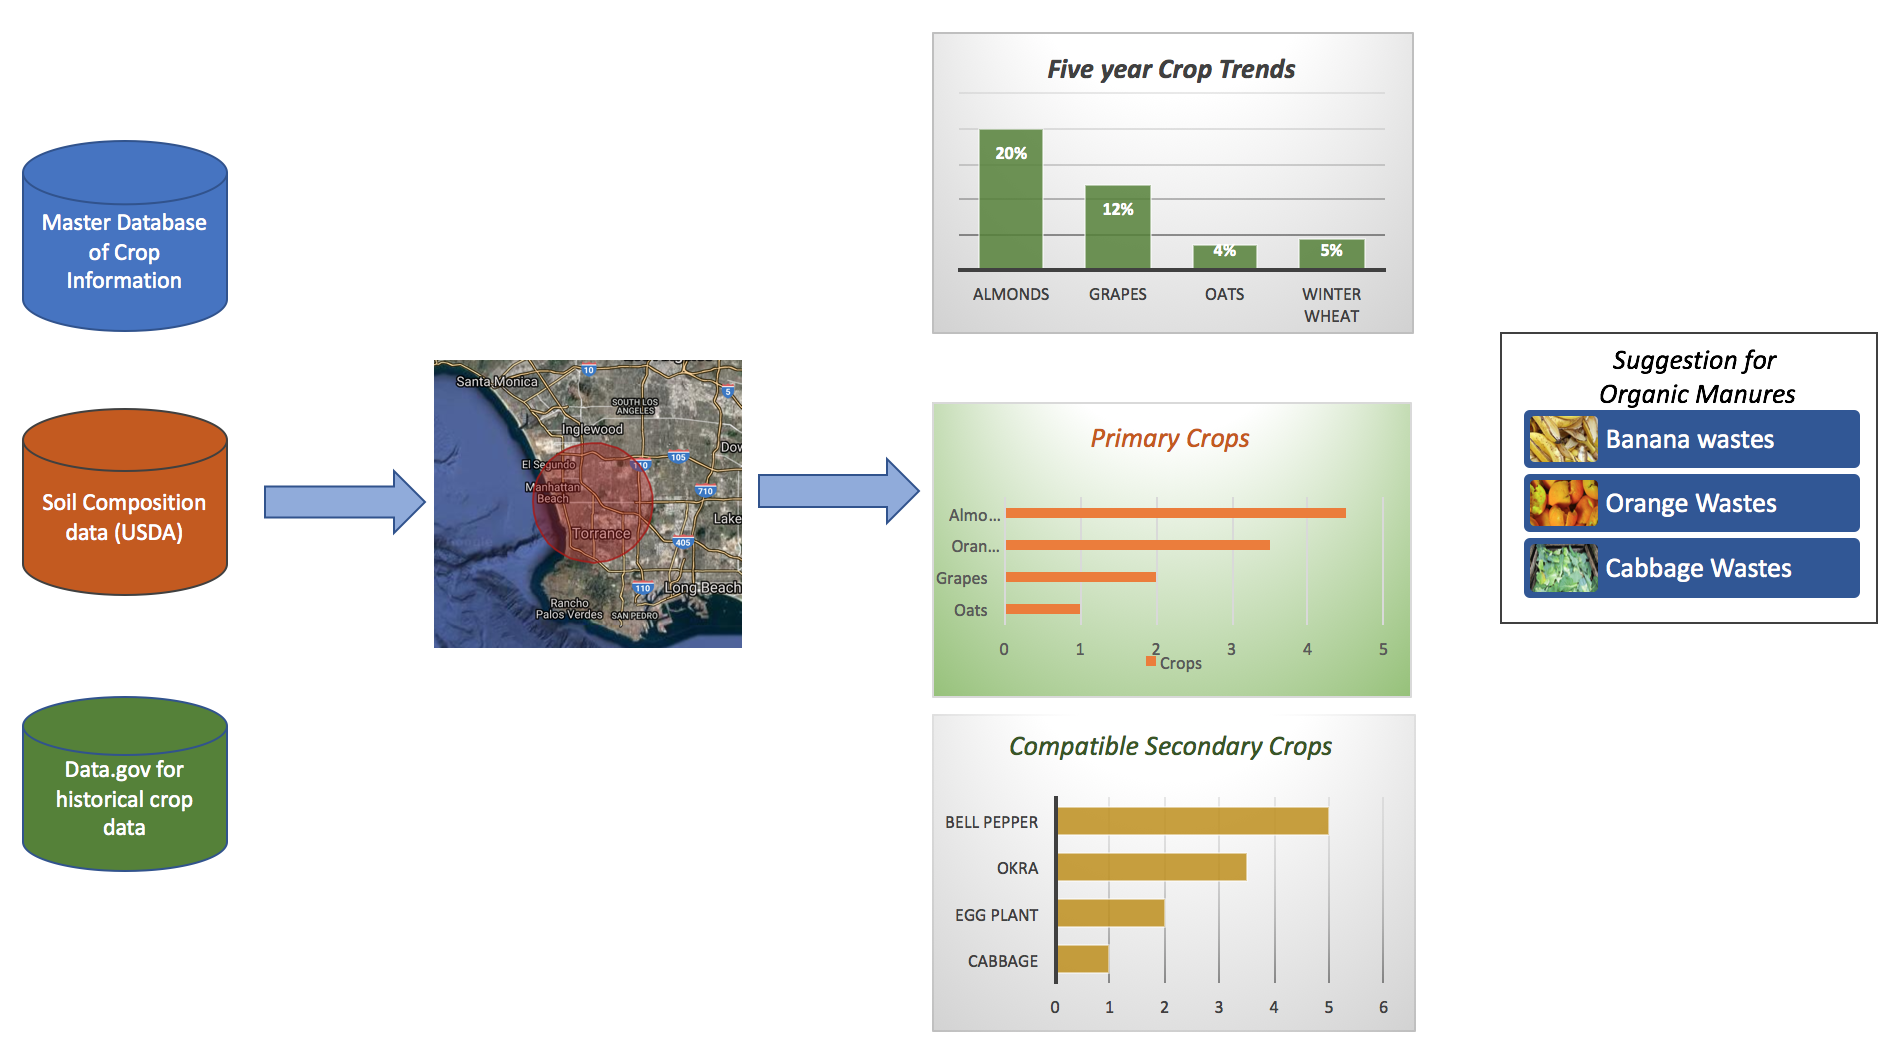 Master Database
of Crop
Information
Soil Composition
data (USDA)
Data.gov for
historical crop
data
Santa Monica
10
5
SOUTH LOS
ANGELES
Inglewood
El Segundo
110
105
Manhattan
Beach
710
Torrance
405
110
Long Beach
Rancho
Palos Verdes
SAN PEDRO
Five year Crop Trends
20%
12%
4%
5%
ALMONDS
GRAPES
OATS
WINTER
WHEAT
Primary Crops
Almo...
Oran...
Grapes
Oats
0 1 2 3 4 5
Crops
Compatible Secondary Crops
BELL PEPPER
OKRA
EGG PLANT
CABBAGE
0 1 2 3 4 5 6
Suggestion for
Organic Manures
Banana wastes
Orange Wastes
Cabbage Wastes